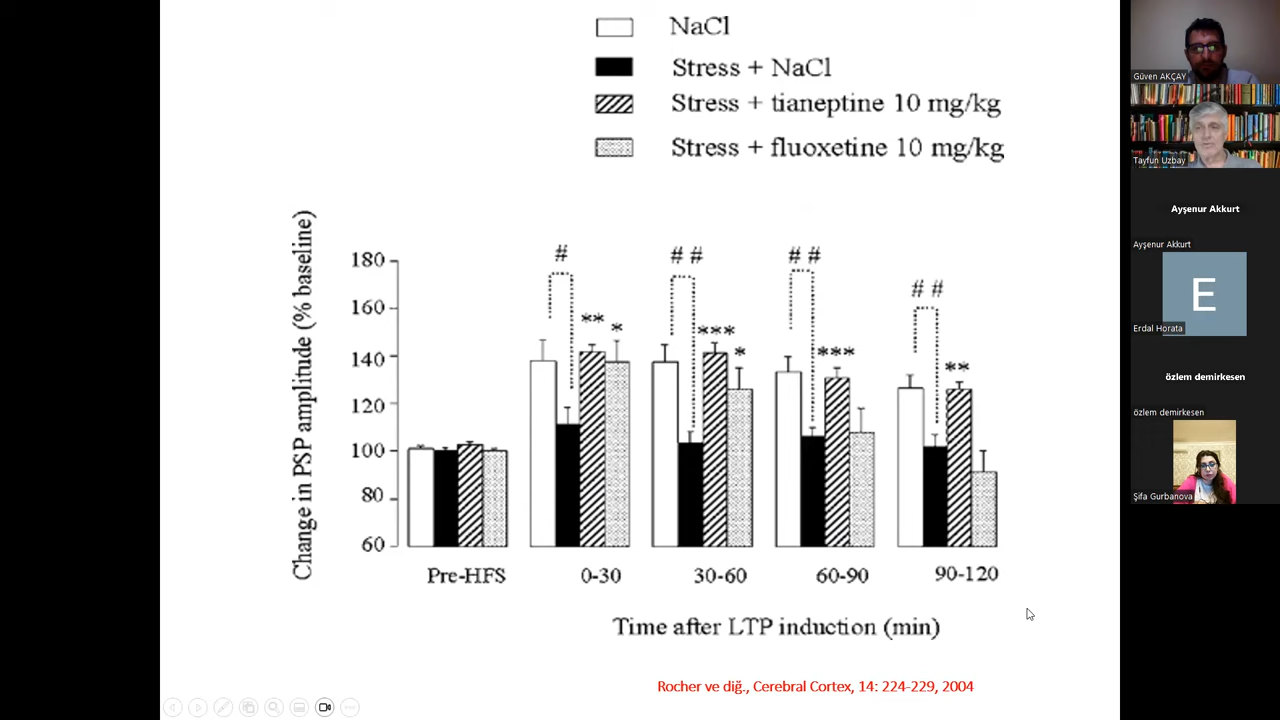 NaCl
Stress + NaCl
Stress + tianeptine 10 mg/kg
Stress + fluoxetine 10 mg/kg
Change in PSP amplitude (% baseline)
180
160
140
120
100
80
60
#
# #
# #
# #
**
*
***
*
***
**
Pre-HFS
0-30
30-60
60-90
90-120
Time after LTP induction (min)
Rocher ve diğ., Cerebral Cortex, 14: 224-229, 2004
Güven AKÇAY
Tayfun Uzbay
Ayşenur Akkurt
Ayşenur Akkurt
E
Erdal Horata
özlem demirkesen
özlem demirkesen
Şifa Gurbanova